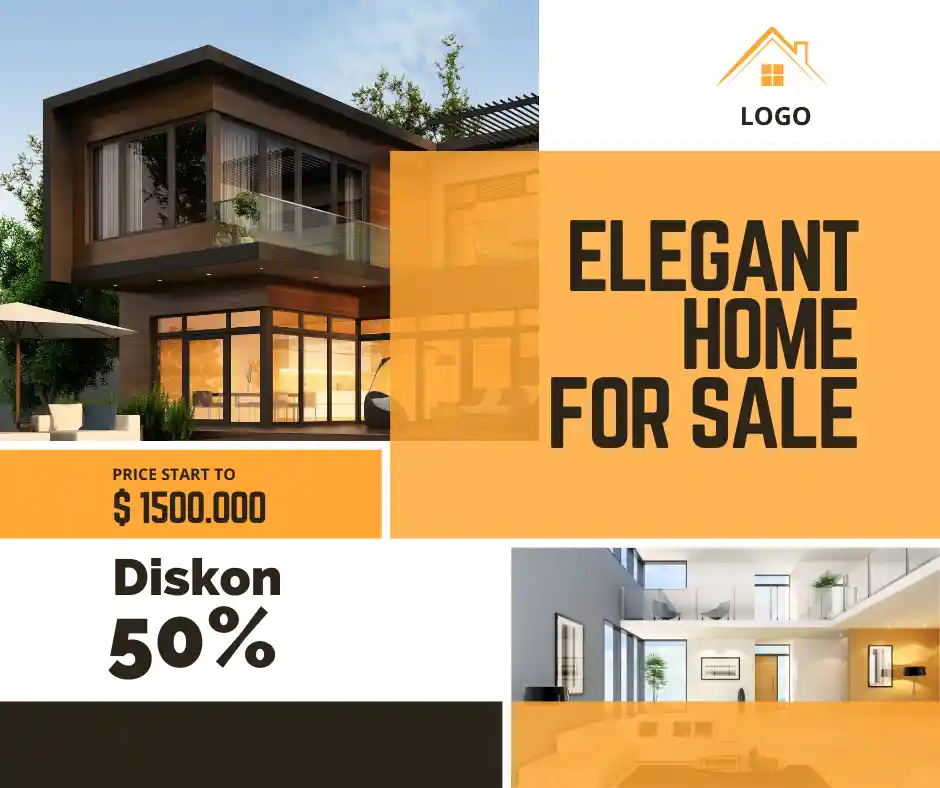 LOGO
ELEGANT
HOME
FOR SALE
PRICE START TO
$ 1500.000
Diskon
50%